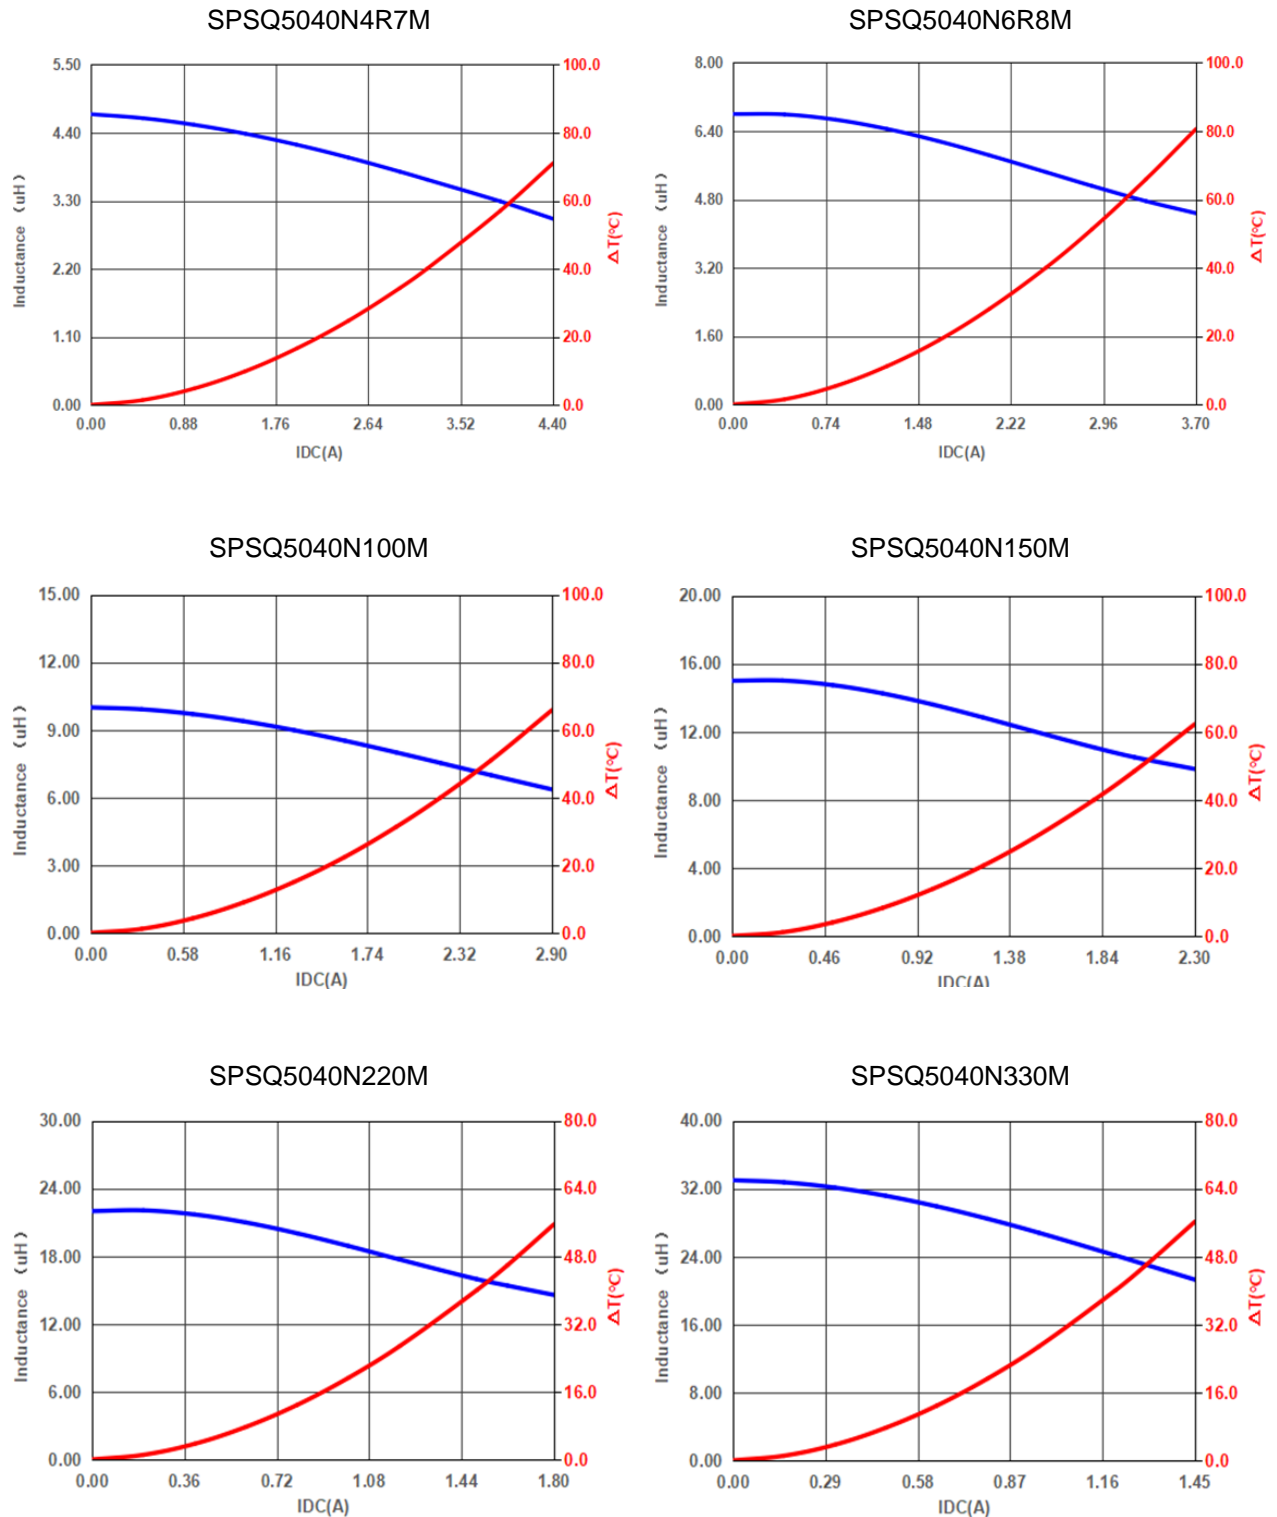 SPSQ5040N4R7M
5.50
4.40
3.30
2.20
1.10
0.00
Inductance (uH)
100.0
80.0
60.0
40.0
20.0
0.0
ΔT(℃)
0.00 0.88 1.76 2.64 3.52 4.40
IDC(A)
SPSQ5040N6R8M
8.00
6.40
4.80
3.20
1.60
0.00
Inductance (uH)
100.0
80.0
60.0
40.0
20.0
0.0
ΔT(℃)
0.00 0.74 1.48 2.22 2.96 3.70
IDC(A)
SPSQ5040N100M
15.00
12.00
9.00
6.00
3.00
0.00
Inductance (uH)
100.0
80.0
60.0
40.0
20.0
0.0
ΔT(℃)
0.00 0.58 1.16 1.74 2.32 2.90
IDC(A)
SPSQ5040N150M
20.00
16.00
12.00
8.00
4.00
0.00
Inductance (uH)
100.0
80.0
60.0
40.0
20.0
0.0
ΔT(℃)
0.00 0.46 0.92 1.38 1.84 2.30
IDC(A)
SPSQ5040N220M
30.00
24.00
18.00
12.00
6.00
0.00
Inductance (uH)
80.0
64.0
48.0
32.0
16.0
0.0
ΔT(℃)
0.00 0.36 0.72 1.08 1.44 1.80
IDC(A)
SPSQ5040N330M
40.00
32.00
24.00
16.00
8.00
0.00
Inductance (uH)
80.0
64.0
48.0
32.0
16.0
0.0
ΔT(℃)
0.00 0.29 0.58 0.87 1.16 1.45
IDC(A)